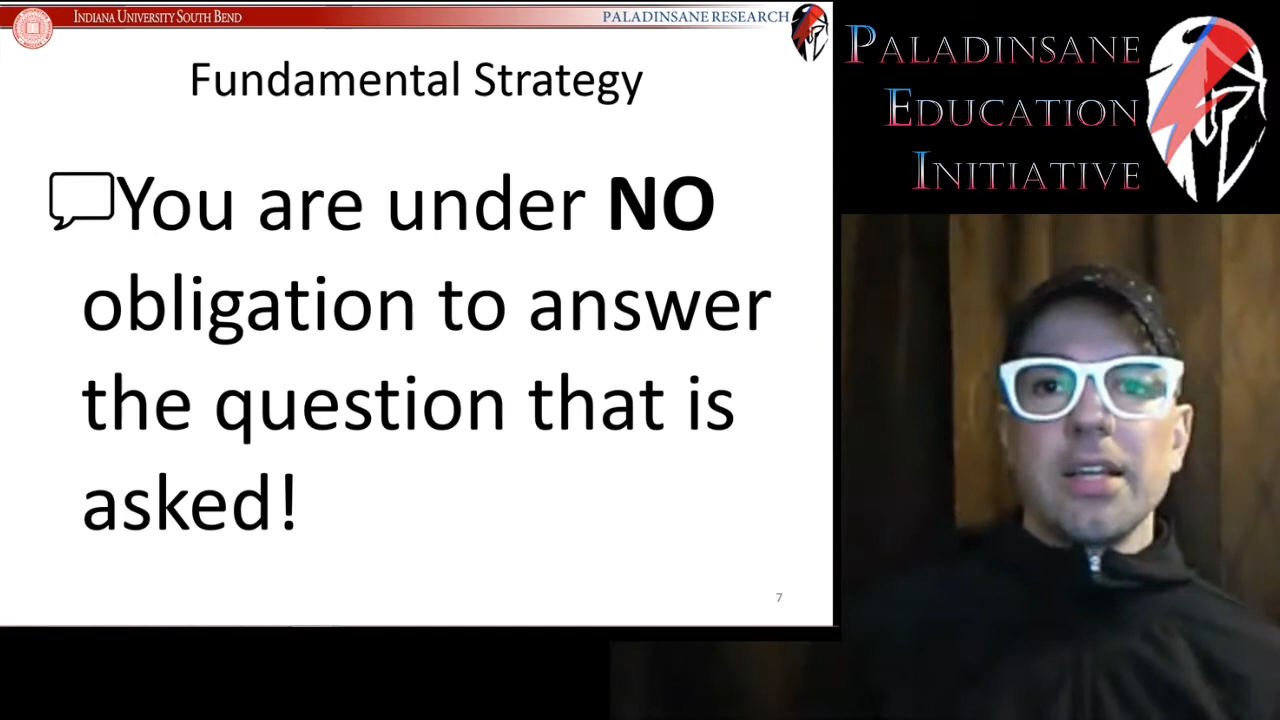 INDIANA UNIVERSITY SOUTH BEND
PALADINSANE RESEARCH
Fundamental Strategy
You are under NO
obligation to answer
the question that is
asked!
7
PALADINSANE
EDUCATION
INITIATIVE